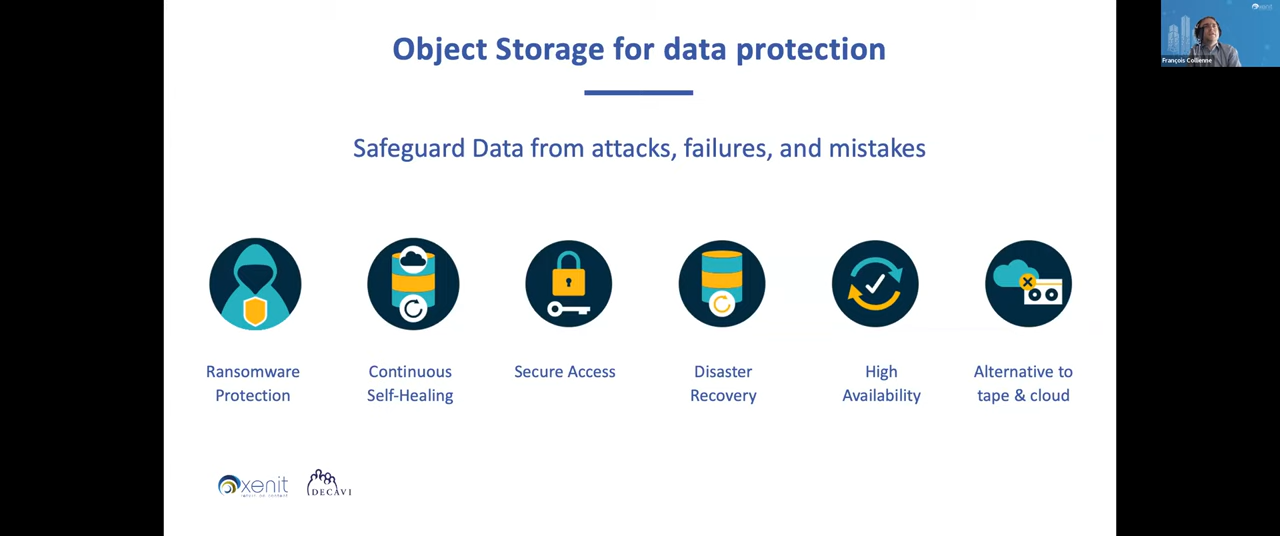 Object Storage for data protection
xenit
François Collienne
Safeguard Data from attacks, failures, and mistakes
Ransomware
Protection
Continuous
Self-Healing
Secure Access
Disaster
Recovery
High
Availability
Alternative to
tape & cloud
xenit
DECAVI